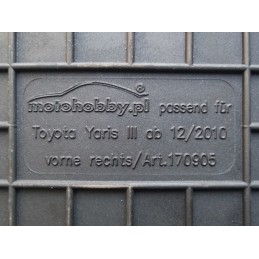 motohobby.pl ® passend für
Toyota Yaris III ab 12/2010
vorne rechts/Art.170905